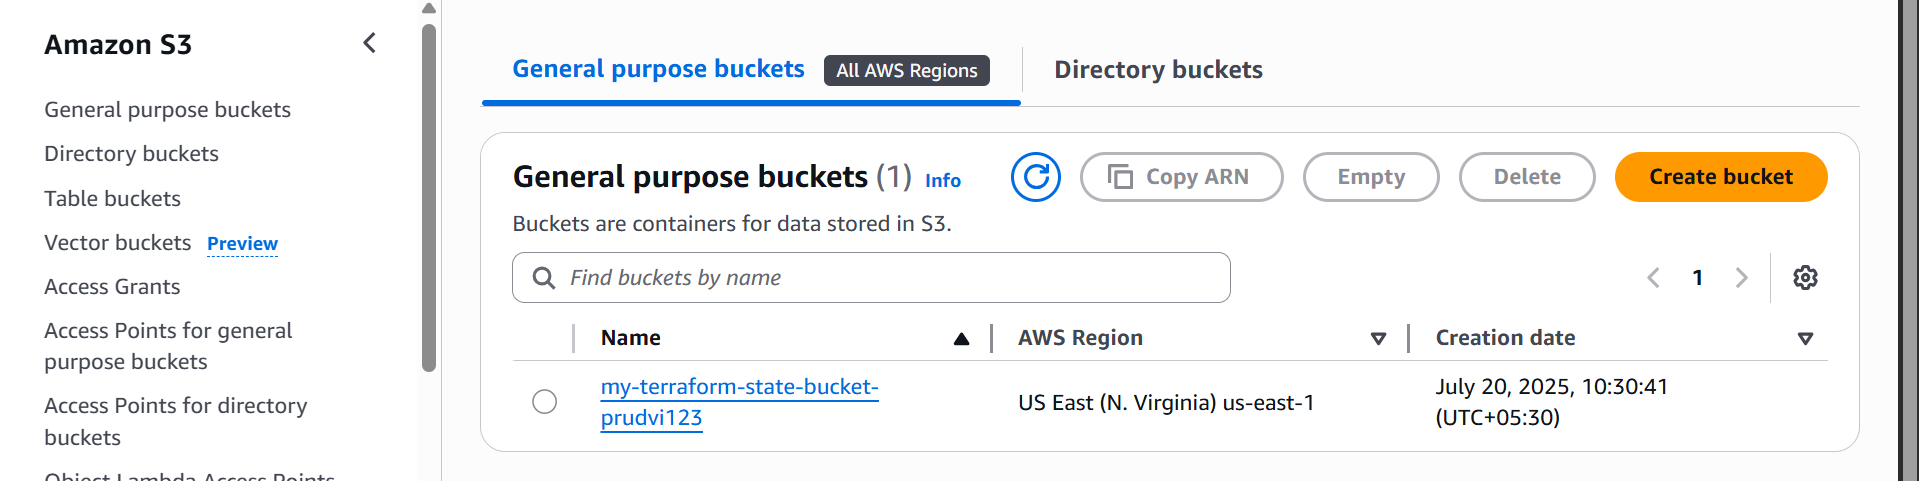 Amazon S3
General purpose buckets
Directory buckets
Table buckets
Vector buckets Preview
Access Grants
Access Points for general
purpose buckets
Access Points for directory
buckets
Object Lambda Access Points
General purpose buckets All AWS Regions Directory buckets
General purpose buckets (1) Info Copy ARN Empty Delete Create bucket
Buckets are containers for data stored in S3.
Find buckets by name 1
Name AWS Region Creation date
my-terraform-state-bucket-
prudvi123
US East (N. Virginia) us-east-1
July 20, 2025, 10:30:41
(UTC+05:30)